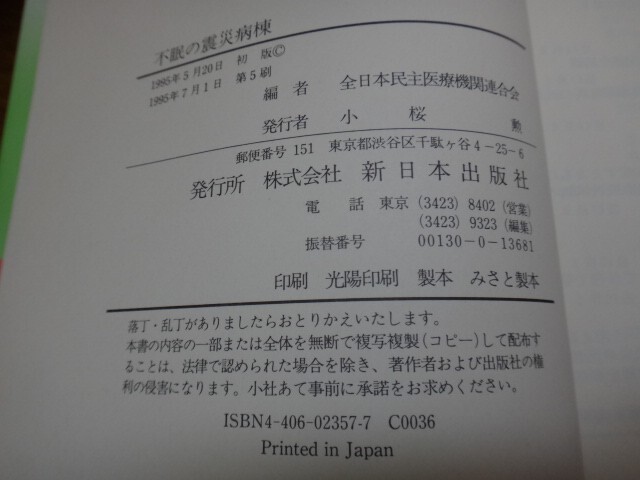 不眠の震災病棟
1995年5月20日 初 版©
1995年7月1日 第5刷
編 者 全日本民主医療機関連合会
発行者 小 桜 勲
郵便番号 151 東京都渋谷区千駄ヶ谷4-25-6
発行所 株式会社 新日本出版社
電 話 東京 (3423) 8402 (営業)
(3423) 9323 (編集)
振替番号 00130-0-13681
印刷 光陽印刷 製本 みさと製本
落丁・乱丁がありましたらおとりかえいたします。
本書の内容の一部または全体を無断で複写複製(コピー)して配布す
ることは、法律で認められた場合を除き、著作者および出版社の権
利の侵害になります。小社あて事前に承諾をお求めください。
ISBN4-406-02357-7 C0036
Printed in Japan